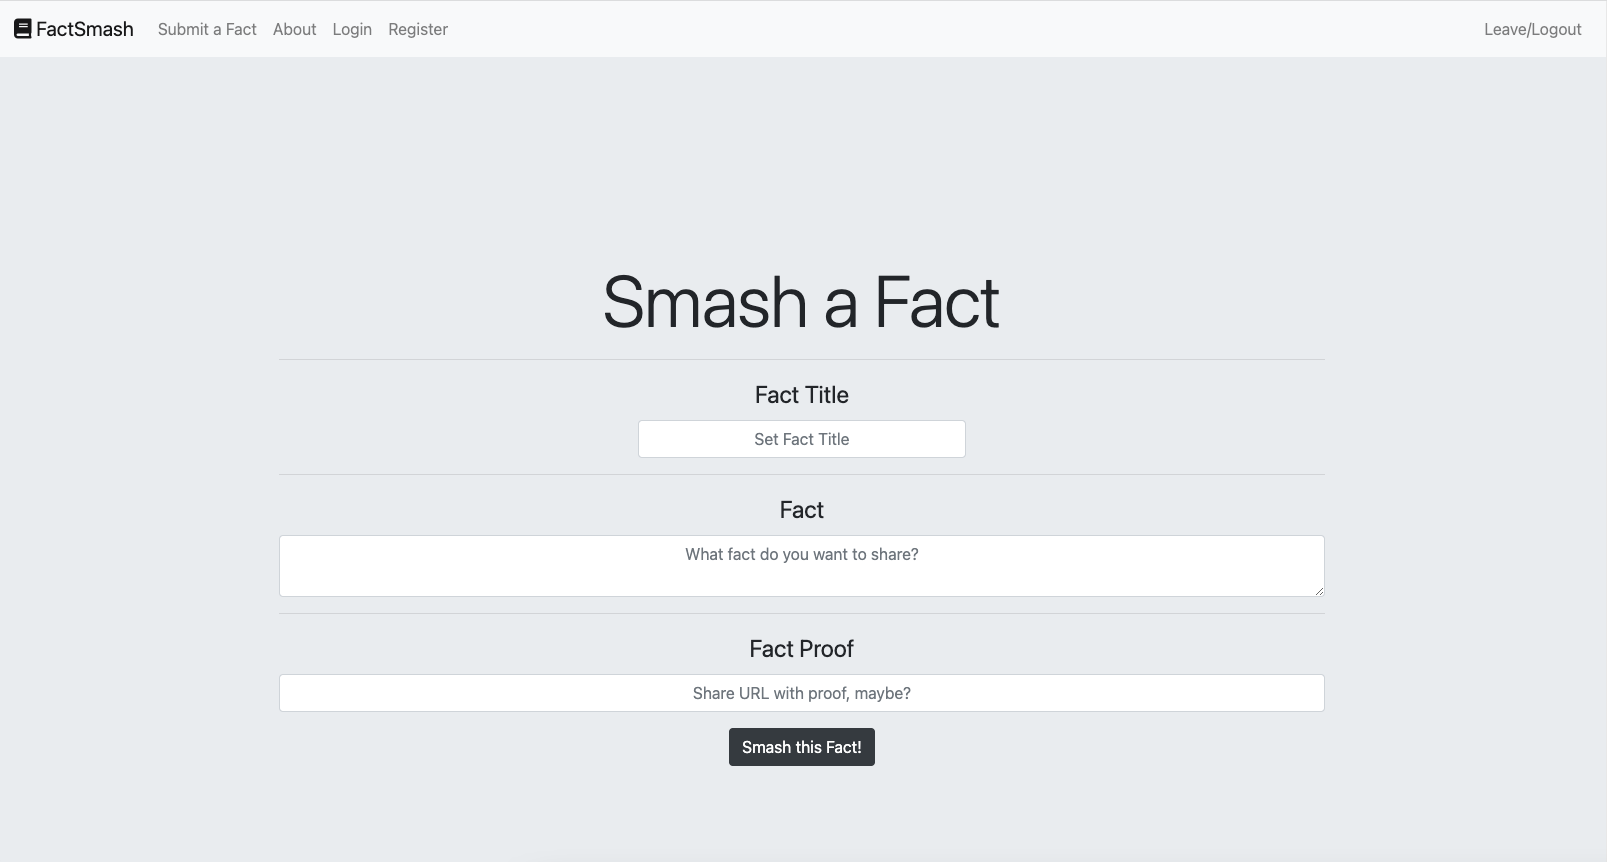 FactSmash Submit a Fact About Login Register Leave/Logout
Smash a Fact
Fact Title
Set Fact Title
Fact
What fact do you want to share?
Fact Proof
Share URL with proof, maybe?
Smash this Fact!